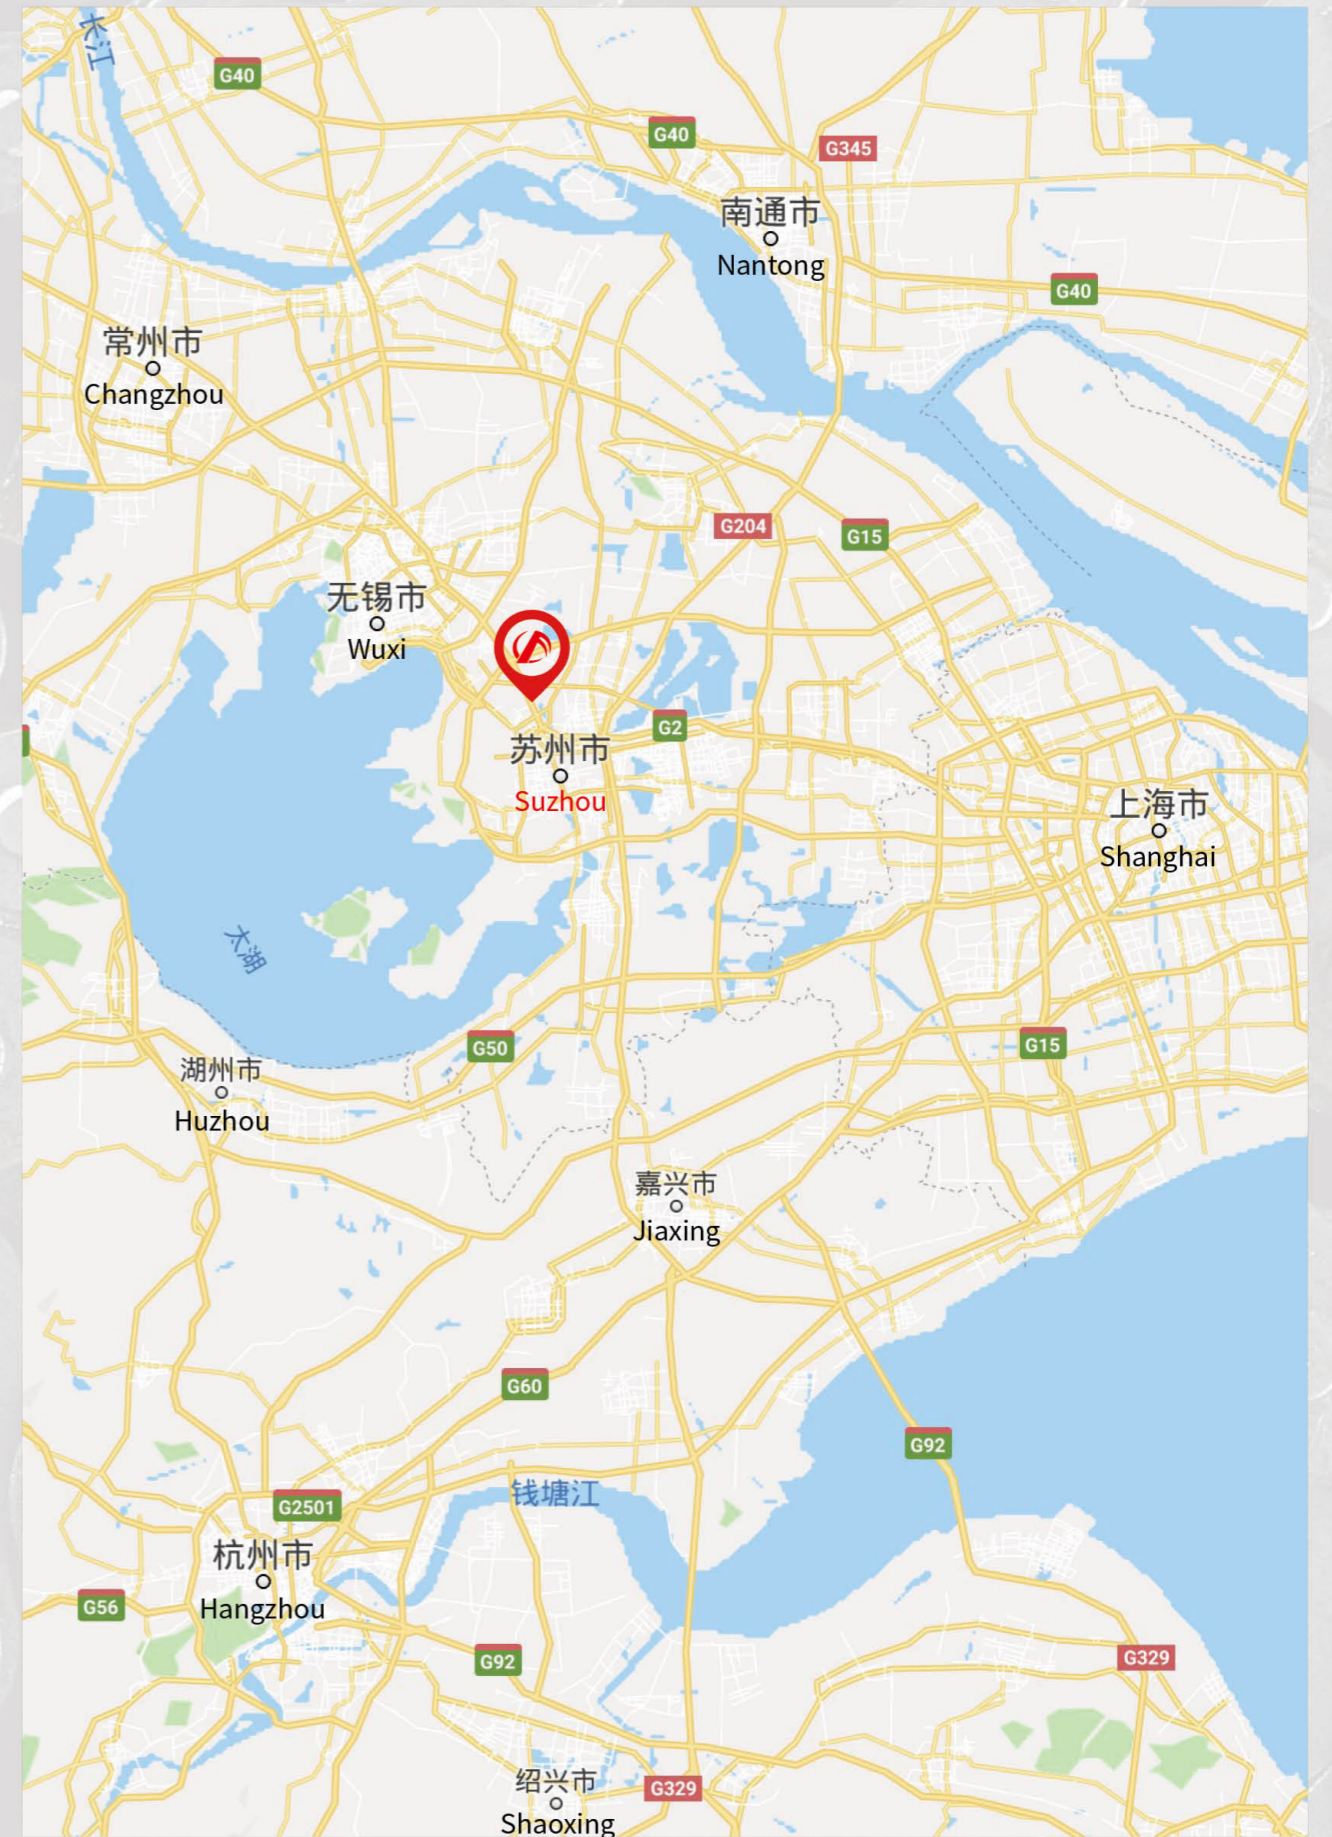 长江
G40
G40
G345
南通市
Nantong
G40
常州市
Changzhou
G204
G15
无锡市
Wuxi
G2
苏州市
Suzhou
上海市
Shanghai
太湖
G50
G15
湖州市
Huzhou
嘉兴市
Jiaxing
G60
G92
钱塘江
G2501
杭州市
Hangzhou
G56
G92
G329
绍兴市
G329
Shaoxing